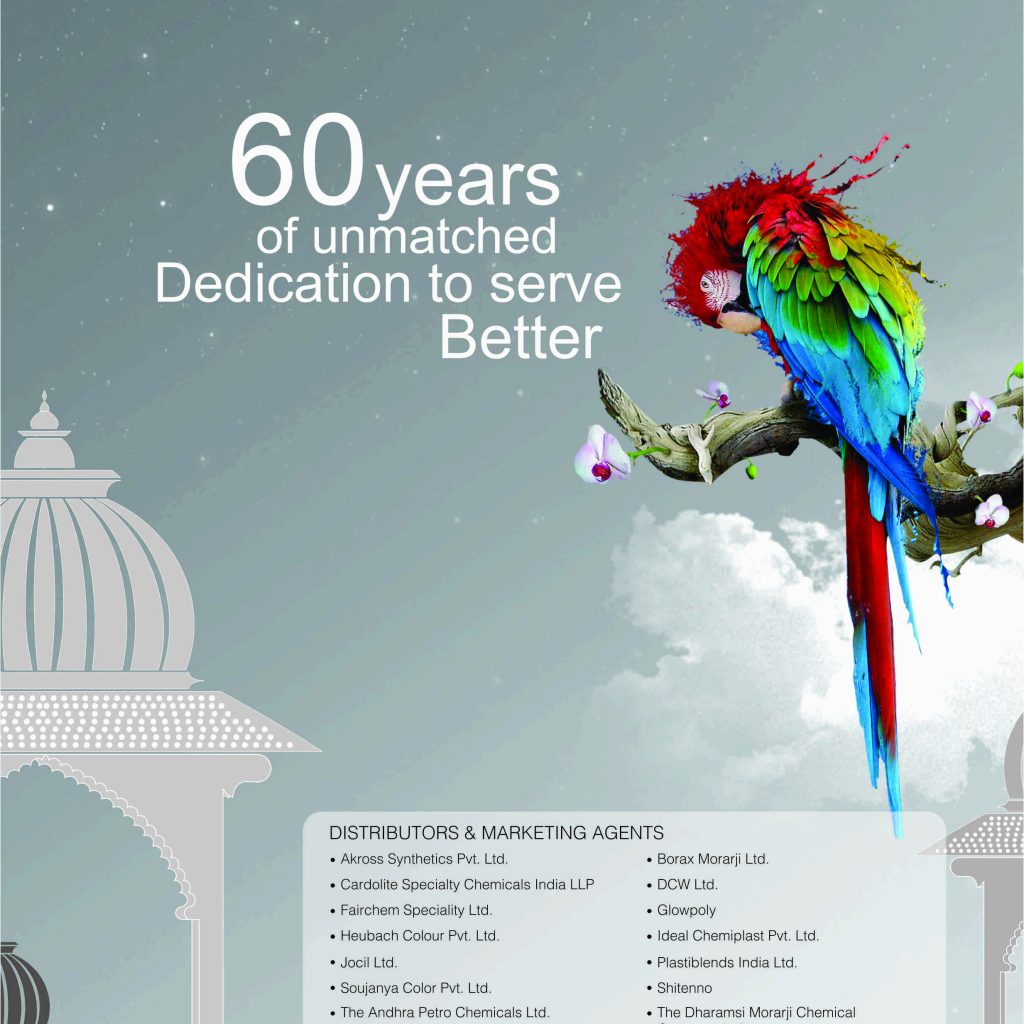 60 years
of unmatched
Dedication to serve
Better
DISTRIBUTORS & MARKETING AGENTS
• Akross Synthetics Pvt. Ltd.
• Cardolite Specialty Chemicals India LLP
• Fairchem Speciality Ltd.
• Heubach Colour Pvt. Ltd.
• Jocil Ltd.
• Soujanya Color Pvt. Ltd.
• The Andhra Petro Chemicals Ltd.
• Borax Morarji Ltd.
• DCW Ltd.
• Glowpoly
• Ideal Chemiplast Pvt. Ltd.
• Plastiblends India Ltd.
• Shitenno
• The Dharamsi Morarji Chemical